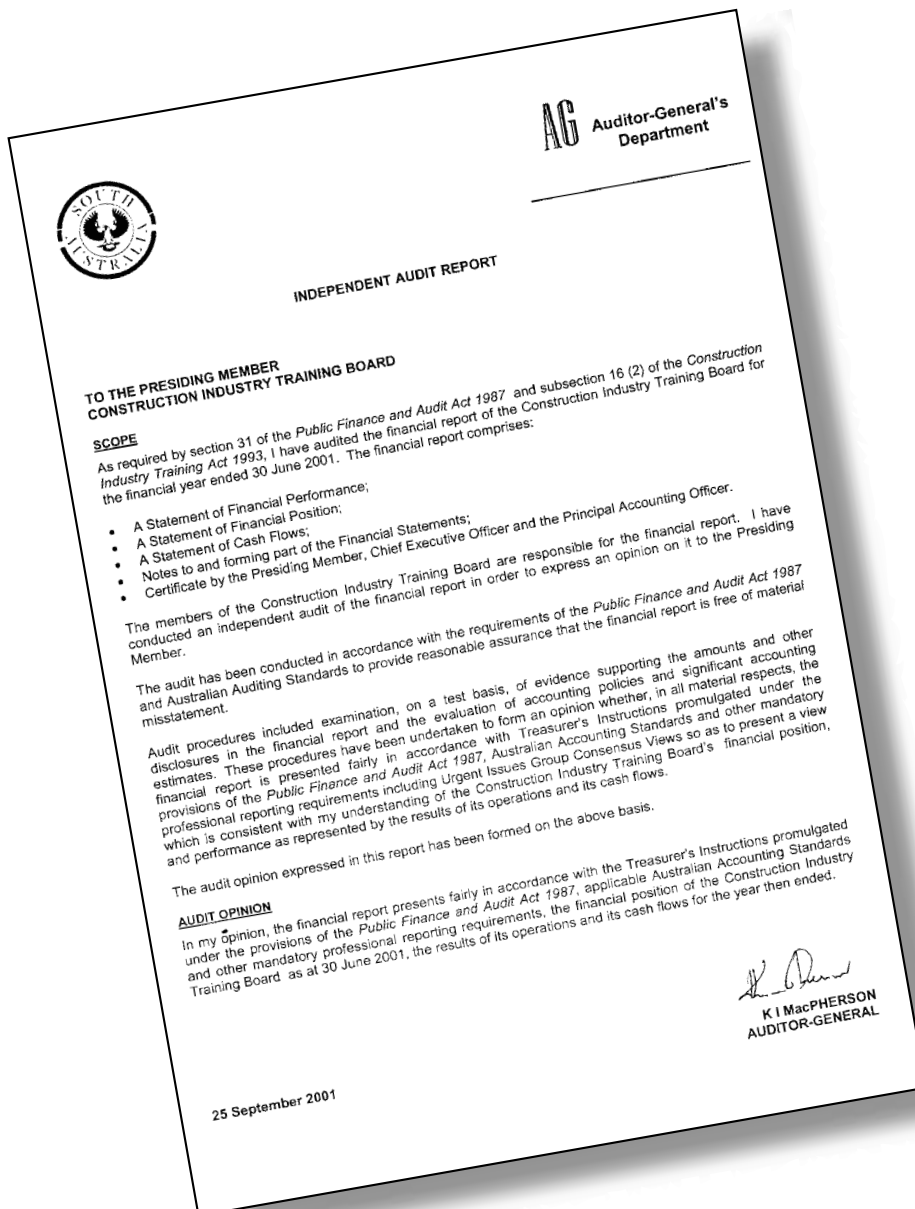 AG Auditor-General's
Department
SOUTH
AUSTRALIA
INDEPENDENT AUDIT REPORT
TO THE PRESIDING MEMBER
CONSTRUCTION INDUSTRY TRAINING BOARD
SCOPE
As required by section 31 of the Public Finance and Audit Act 1987 and subsection 16 (2) of the Construction
Industry Training Act 1993, I have audited the financial report of the Construction Industry Training Board for
the financial year ended 30 June 2001. The financial report comprises:
• A Statement of Financial Performance;
• A Statement of Financial Position;
• A Statement of Cash Flows;
• Notes to and forming part of the Financial Statements;
• Certificate by the Presiding Member, Chief Executive Officer and the Principal Accounting Officer.
The members of the Construction Industry Training Board are responsible for the financial report. I have
conducted an independent audit of the financial report in order to express an opinion on it to the Presiding
Member.
The audit has been conducted in accordance with the requirements of the Public Finance and Audit Act 1987
and Australian Auditing Standards to provide reasonable assurance that the financial report is free of material
misstatement.
Audit procedures included examination, on a test basis, of evidence supporting the amounts and other
disclosures in the financial report and the evaluation of accounting policies and significant accounting
estimates. These procedures have been undertaken to form an opinion whether, in all material respects, the
financial report is presented fairly in accordance with Treasurer's Instructions promulgated under the
provisions of the Public Finance and Audit Act 1987, Australian Accounting Standards and other mandatory
professional reporting requirements including Urgent Issues Group Consensus Views so as to present a view
which is consistent with my understanding of the Construction Industry Training Board's financial position,
and performance as represented by the results of its operations and its cash flows.
The audit opinion expressed in this report has been formed on the above basis.
AUDIT OPINION
In my opinion, the financial report presents fairly in accordance with the Treasurer's Instructions promulgated
under the provisions of the Public Finance and Audit Act 1987, applicable Australian Accounting Standards
and other mandatory professional reporting requirements, the financial position of the Construction Industry
Training Board as at 30 June 2001, the results of its operations and its cash flows for the year then ended.
K I MacPHERSON
AUDITOR-GENERAL
25 September 2001